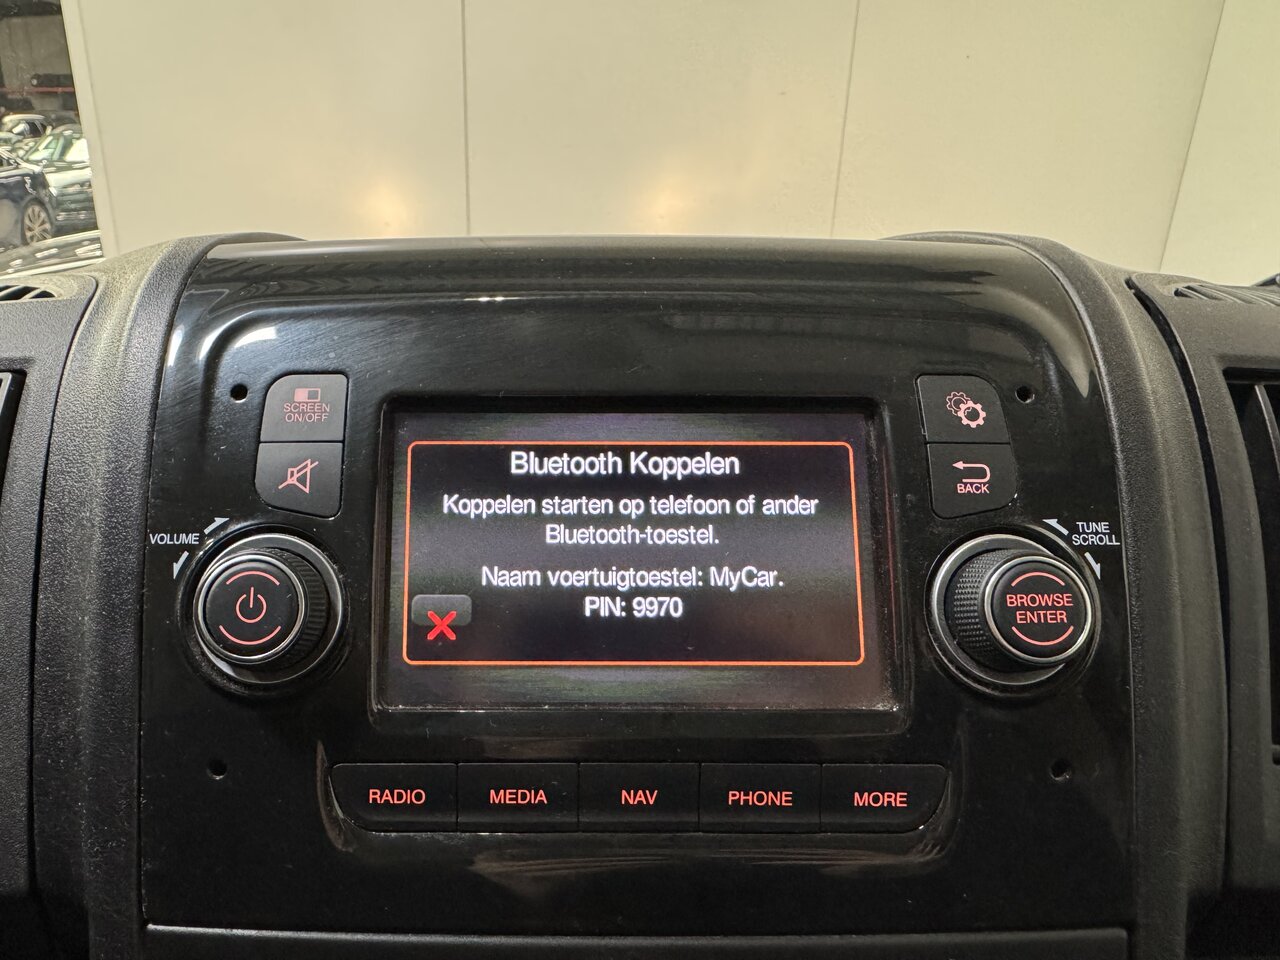 SCREEN
ON/OFF
VOLUME
Bluetooth Koppelen
Koppelen starten op telefoon of ander
Bluetooth-toestel.
Naam voertuigtoestel: MyCar.
PIN: 9970
BACK
TUNE
SCROLL
BROWSE
ENTER
RADIO
MEDIA
NAV
PHONE
MORE